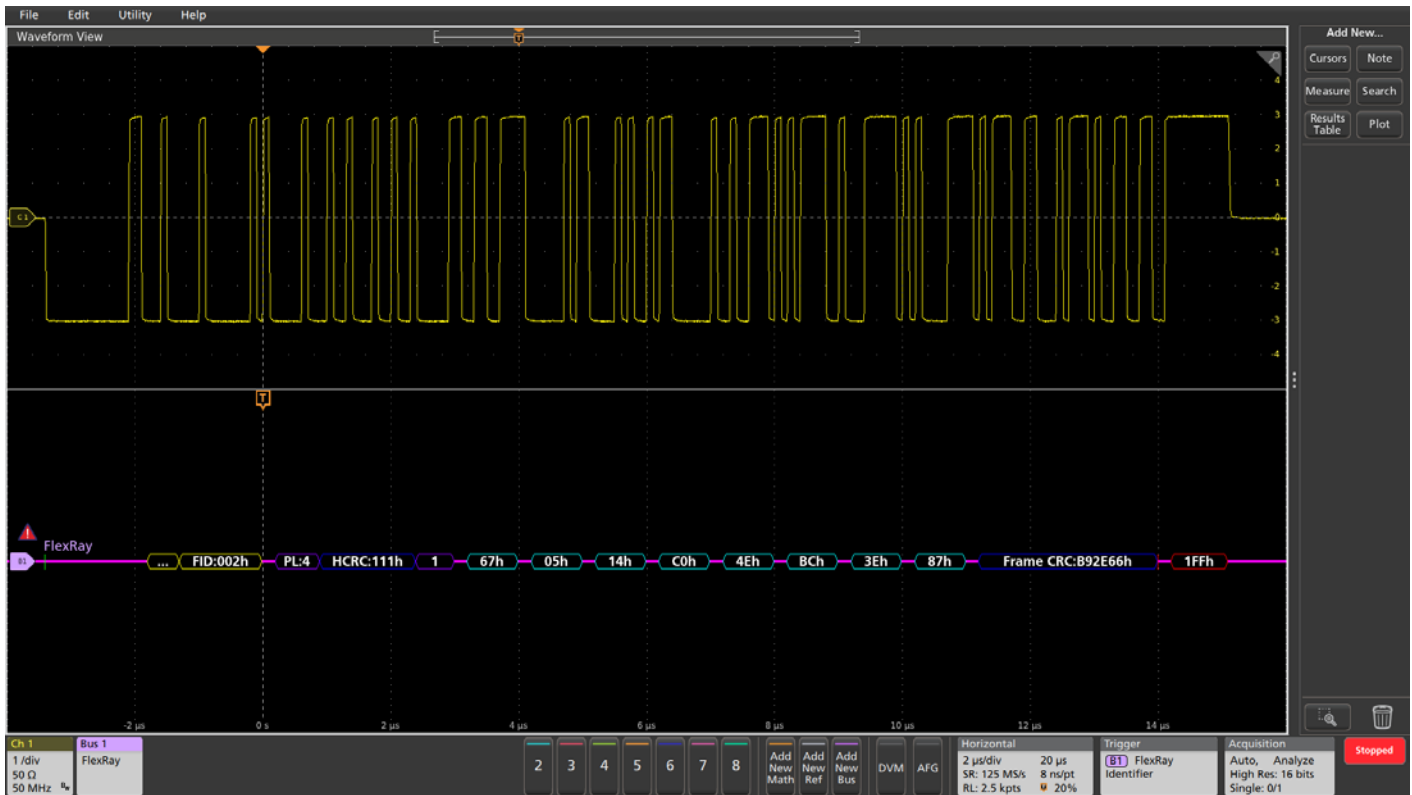 File Edit Utility Help
Waveform View
Add New...
Cursors Note
Measure Search
Results Table Plot
T
4
3
2
1
0
-1
-2
-3
-4
C1
T
FlexRay
B1
... FID:002h PL:4 HCRC:111h 1 67h 05h 14h C0h 4Eh BCh 3Eh 87h Frame CRC:B92E66h 1FFh
-2 µs 0 s 2 µs 4 µs 6 µs 8 µs 10 µs 12 µs 14 µs
Ch 1
1 /div
50 Ω
50 MHz Bw
Bus 1
FlexRay
2 3 4 5 6 7 8
Add New Math
Add New Ref
Add New Bus
DVM AFG
Horizontal
2 µs/div 20 µs
SR: 125 MS/s 8 ns/pt
RL: 2.5 kpts 20%
Trigger
B1 FlexRay
Identifier
Acquisition
Auto, Analyze
High Res: 16 bits
Single: 0/1
Stopped